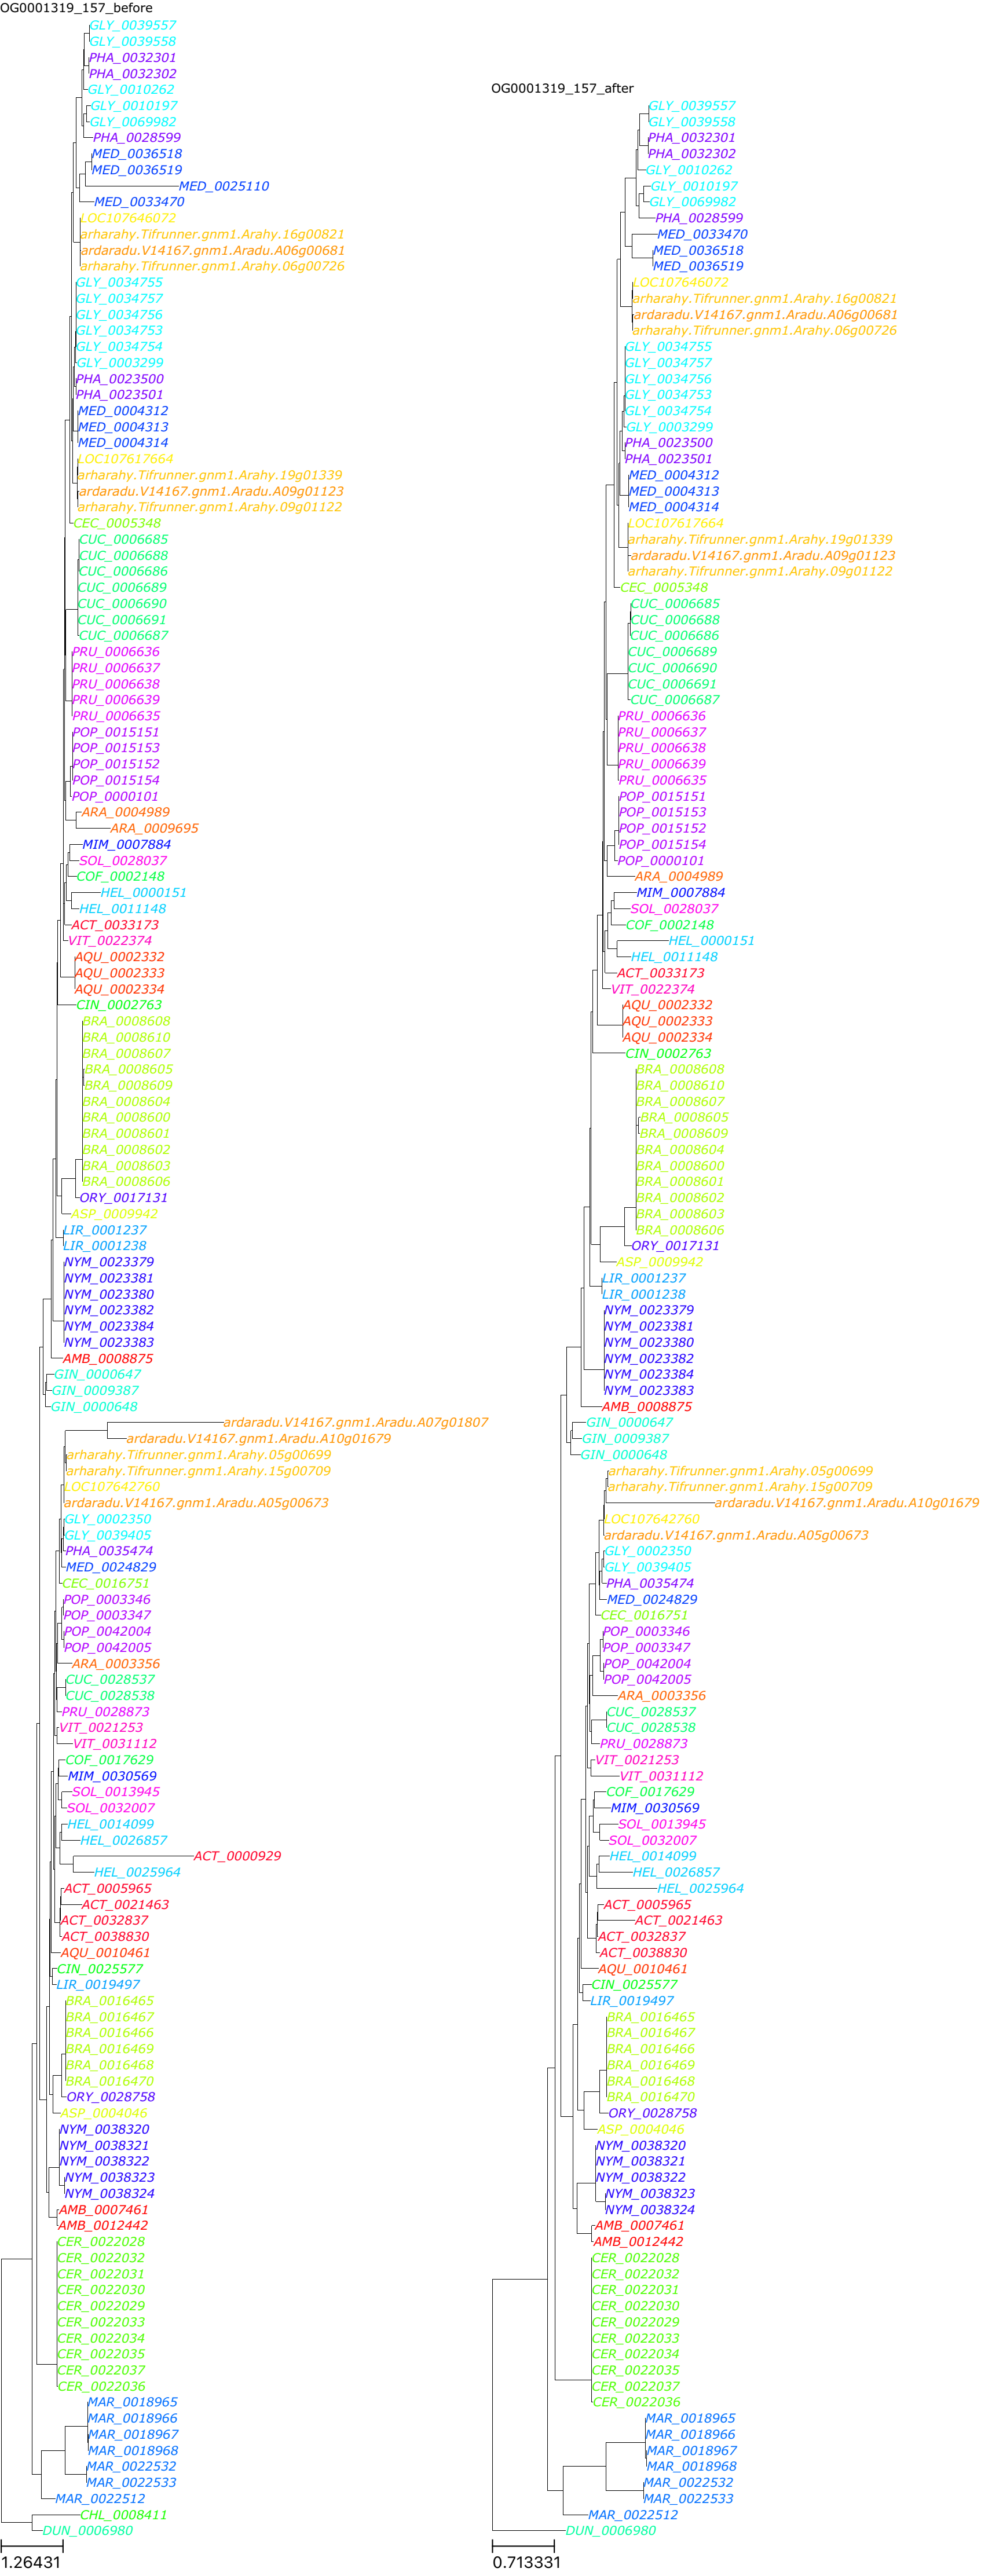 OG0001319_157_before
GLY_0039557
GLY_0039558
PHA_0032301
PHA_0032302
GLY_0010262
GLY_0010197
GLY_0069982
PHA_0028599
MED_0036518
MED_0036519
MED_0025110
MED_0033470
LOC107646072
arharahy.Tifrunner.gnm1.Arahy.16g00821
ardaradu.V14167.gnm1.Aradu.A06g00681
arharahy.Tifrunner.gnm1.Arahy.06g00726
GLY_0034755
GLY_0034757
GLY_0034756
GLY_0034753
GLY_0034754
GLY_0003299
PHA_0023500
PHA_0023501
MED_0004312
MED_0004313
MED_0004314
LOC107617664
arharahy.Tifrunner.gnm1.Arahy.19g01339
ardaradu.V14167.gnm1.Aradu.A09g01123
arharahy.Tifrunner.gnm1.Arahy.09g01122
CEC_0005348
CUC_0006685
CUC_0006688
CUC_0006686
CUC_0006689
CUC_0006690
CUC_0006691
CUC_0006687
PRU_0006636
PRU_0006637
PRU_0006638
PRU_0006639
PRU_0006635
POP_0015151
POP_0015153
POP_0015152
POP_0015154
POP_0000101
ARA_0004989
ARA_0009695
MIM_0007884
SOL_0028037
COF_0002148
HEL_0000151
HEL_0011148
ACT_0033173
VIT_0022374
AQU_0002332
AQU_0002333
AQU_0002334
CIN_0002763
BRA_0008608
BRA_0008610
BRA_0008607
BRA_0008605
BRA_0008609
BRA_0008604
BRA_0008600
BRA_0008601
BRA_0008602
BRA_0008603
BRA_0008606
ORY_0017131
ASP_0009942
LIR_0001237
LIR_0001238
NYM_0023379
NYM_0023381
NYM_0023380
NYM_0023382
NYM_0023384
NYM_0023383
AMB_0008875
GIN_0000647
GIN_0009387
GIN_0000648
ardaradu.V14167.gnm1.Aradu.A07g01807
ardaradu.V14167.gnm1.Aradu.A10g01679
arharahy.Tifrunner.gnm1.Arahy.05g00699
arharahy.Tifrunner.gnm1.Arahy.15g00709
LOC107642760
ardaradu.V14167.gnm1.Aradu.A05g00673
GLY_0002350
GLY_0039405
PHA_0035474
MED_0024829
CEC_0016751
POP_0003346
POP_0003347
POP_0042004
POP_0042005
ARA_0003356
CUC_0028537
CUC_0028538
PRU_0028873
VIT_0021253
VIT_0031112
COF_0017629
MIM_0030569
SOL_0013945
SOL_0032007
HEL_0014099
HEL_0026857
ACT_0000929
HEL_0025964
ACT_0005965
ACT_0021463
ACT_0032837
ACT_0038830
AQU_0010461
CIN_0025577
LIR_0019497
BRA_0016465
BRA_0016467
BRA_0016466
BRA_0016469
BRA_0016468
BRA_0016470
ORY_0028758
ASP_0004046
NYM_0038320
NYM_0038321
NYM_0038322
NYM_0038323
NYM_0038324
AMB_0007461
AMB_0012442
CER_0022028
CER_0022032
CER_0022031
CER_0022030
CER_0022029
CER_0022033
CER_0022034
CER_0022035
CER_0022037
CER_0022036
MAR_0018965
MAR_0018966
MAR_0018967
MAR_0018968
MAR_0022532
MAR_0022533
MAR_0022512
CHL_0008411
DUN_0006980
1.26431
OG0001319_157_after
GLY_0039557
GLY_0039558
PHA_0032301
PHA_0032302
GLY_0010262
GLY_0010197
GLY_0069982
PHA_0028599
MED_0033470
MED_0036518
MED_0036519
LOC107646072
arharahy.Tifrunner.gnm1.Arahy.16g00821
ardaradu.V14167.gnm1.Aradu.A06g00681
arharahy.Tifrunner.gnm1.Arahy.06g00726
GLY_0034755
GLY_0034757
GLY_0034756
GLY_0034753
GLY_0034754
GLY_0003299
PHA_0023500
PHA_0023501
MED_0004312
MED_0004313
MED_0004314
LOC107617664
arharahy.Tifrunner.gnm1.Arahy.19g01339
ardaradu.V14167.gnm1.Aradu.A09g01123
arharahy.Tifrunner.gnm1.Arahy.09g01122
CEC_0005348
CUC_0006685
CUC_0006688
CUC_0006686
CUC_0006689
CUC_0006690
CUC_0006691
CUC_0006687
PRU_0006636
PRU_0006637
PRU_0006638
PRU_0006639
PRU_0006635
POP_0015151
POP_0015153
POP_0015152
POP_0015154
POP_0000101
ARA_0004989
MIM_0007884
SOL_0028037
COF_0002148
HEL_0000151
HEL_0011148
ACT_0033173
VIT_0022374
AQU_0002332
AQU_0002333
AQU_0002334
CIN_0002763
BRA_0008608
BRA_0008610
BRA_0008607
BRA_0008605
BRA_0008609
BRA_0008604
BRA_0008600
BRA_0008601
BRA_0008602
BRA_0008603
BRA_0008606
ORY_0017131
ASP_0009942
LIR_0001237
LIR_0001238
NYM_0023379
NYM_0023381
NYM_0023380
NYM_0023382
NYM_0023384
NYM_0023383
AMB_0008875
GIN_0000647
GIN_0009387
GIN_0000648
arharahy.Tifrunner.gnm1.Arahy.05g00699
arharahy.Tifrunner.gnm1.Arahy.15g00709
ardaradu.V14167.gnm1.Aradu.A10g01679
LOC107642760
ardaradu.V14167.gnm1.Aradu.A05g00673
GLY_0002350
GLY_0039405
PHA_0035474
MED_0024829
CEC_0016751
POP_0003346
POP_0003347
POP_0042004
POP_0042005
ARA_0003356
CUC_0028537
CUC_0028538
PRU_0028873
VIT_0021253
VIT_0031112
COF_0017629
MIM_0030569
SOL_0013945
SOL_0032007
HEL_0014099
HEL_0026857
HEL_0025964
ACT_0005965
ACT_0021463
ACT_0032837
ACT_0038830
AQU_0010461
CIN_0025577
LIR_0019497
BRA_0016465
BRA_0016467
BRA_0016466
BRA_0016469
BRA_0016468
BRA_0016470
ORY_0028758
ASP_0004046
NYM_0038320
NYM_0038321
NYM_0038322
NYM_0038323
NYM_0038324
AMB_0007461
AMB_0012442
CER_0022028
CER_0022032
CER_0022031
CER_0022030
CER_0022029
CER_0022033
CER_0022034
CER_0022035
CER_0022037
CER_0022036
MAR_0018965
MAR_0018966
MAR_0018967
MAR_0018968
MAR_0022532
MAR_0022533
MAR_0022512
DUN_0006980
0.713331